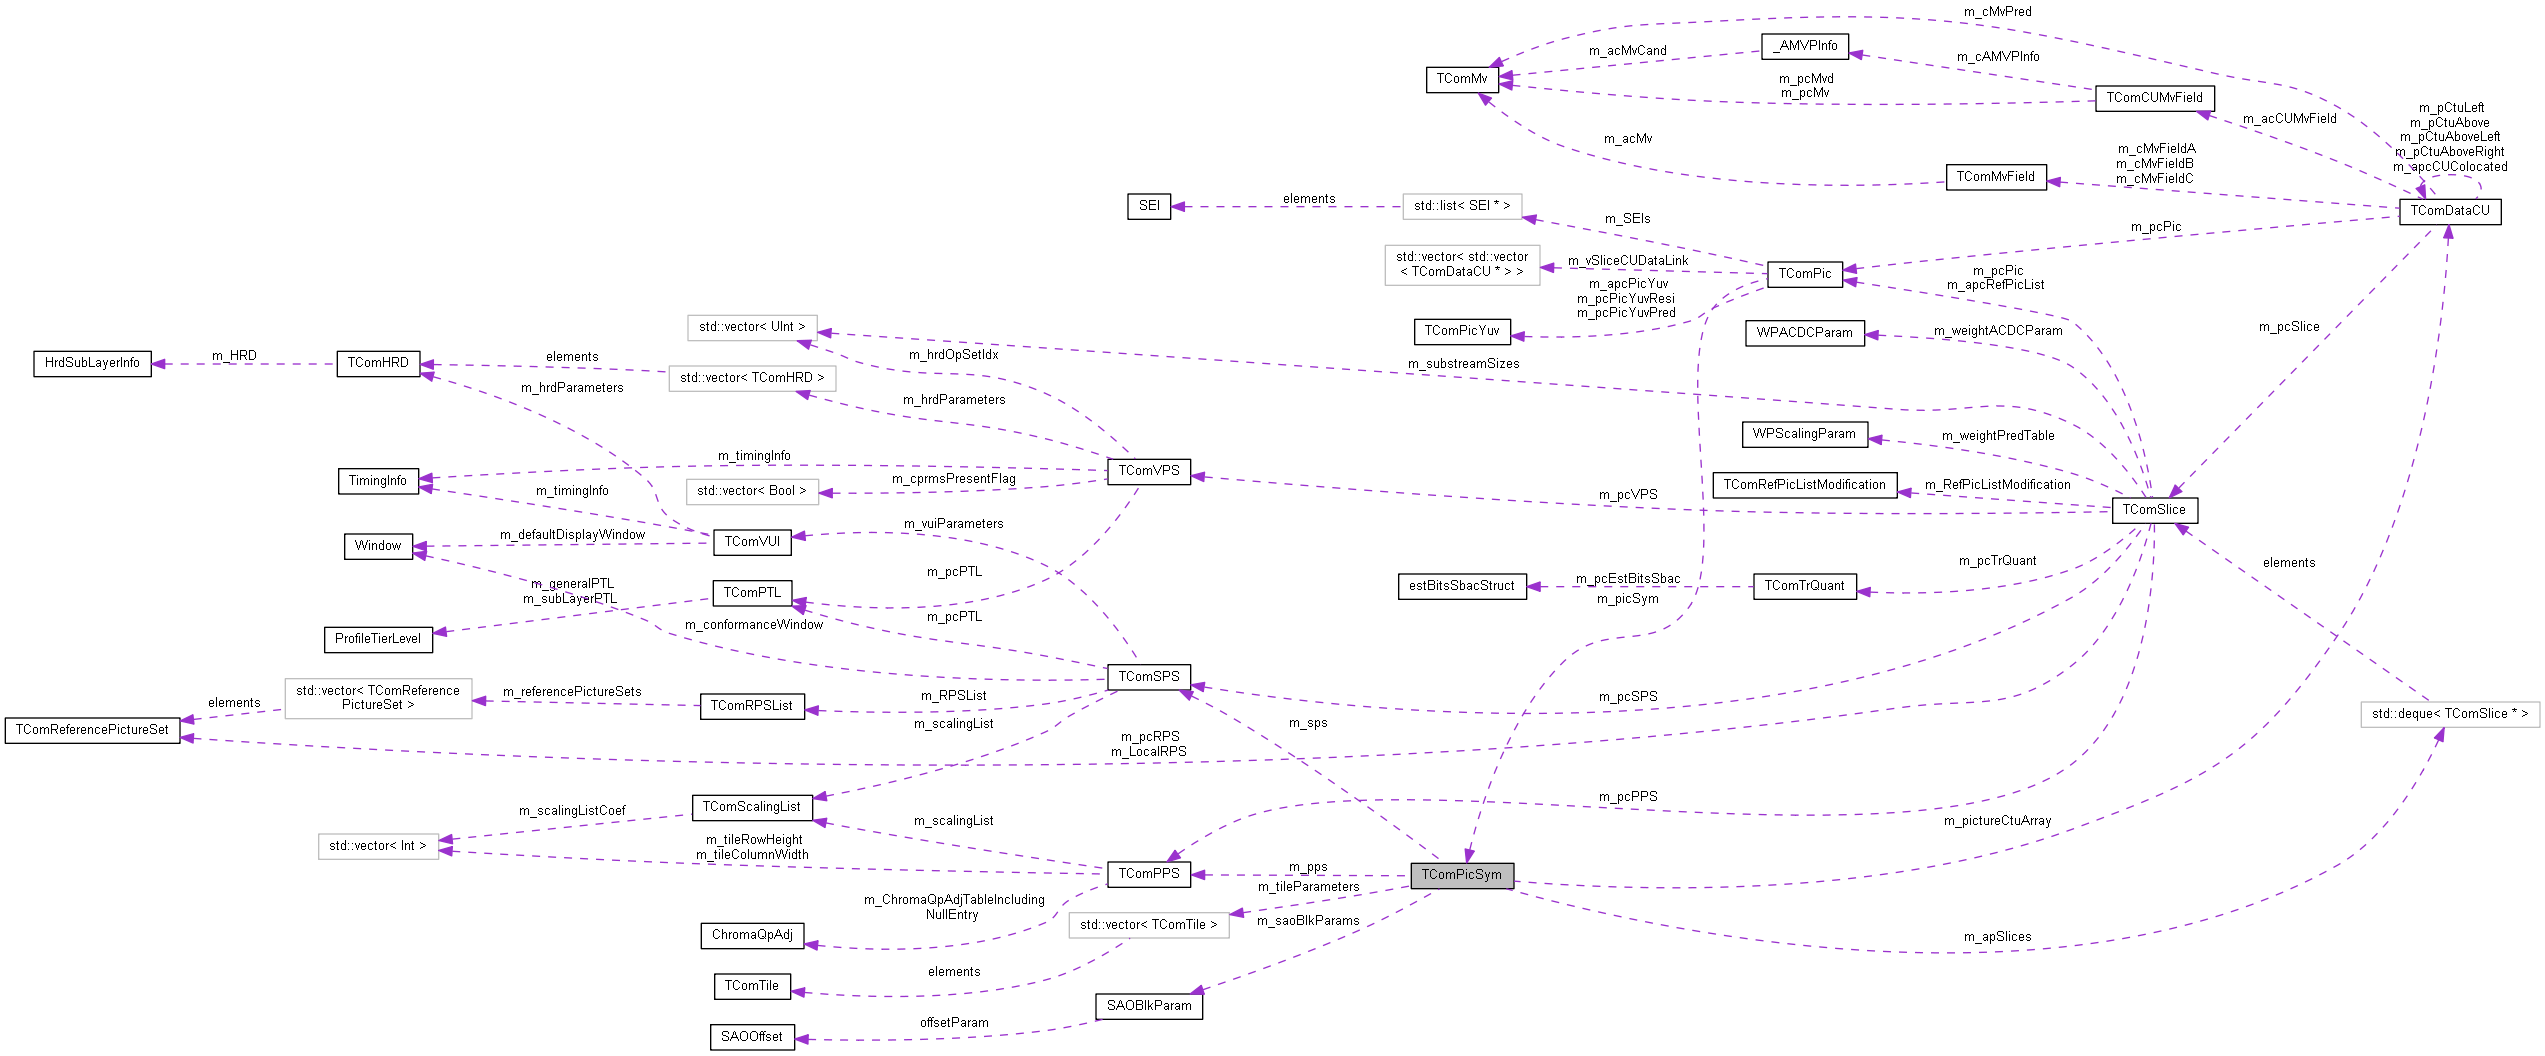 m_cMvPred
_AMVPInfo
m_acMvCand
m_cAMVPInfo
TComMv
m_pcMvd
m_pcMv
TComCUMvField
m_pCtuLeft
m_pCtuAbove
m_pCtuAboveLeft
m_pCtuAboveRight
m_apcCUColocated
m_acCUMvField
m_acMv
m_cMvFieldA
m_cMvFieldB
m_cMvFieldC
TComMvField
SEI
elements
std::list< SEI * >
m_SEIs
TComDataCU
m_pcPic
std::vector< std::vector
< TComDataCU * > >
m_vSliceCUDataLink
TComPic
m_pcPic
m_apcRefPicList
m_apcPicYuv
m_pcPicYuvResi
m_pcPicYuvPred
std::vector< UInt >
TComPicYuv
WPACDCParam
m_weightACDCParam
m_pcSlice
HrdSubLayerInfo
m_HRD
TComHRD
elements
m_hrdOpSetIdx
m_substreamSizes
std::vector< TComHRD >
m_hrdParameters
m_hrdParameters
WPScalingParam
m_weightPredTable
m_timingInfo
TComVPS
TimingInfo
m_timingInfo
std::vector< Bool >
m_cprmsPresentFlag
m_pcVPS
TComRefPicListModification
m_RefPicListModification
TComSlice
m_vuiParameters
Window
m_defaultDisplayWindow
TComVUI
m_pcPTL
m_generalPTL
m_subLayerPTL
TComPTL
estBitsSbacStruct
m_pcEstBitsSbac
m_picSym
TComTrQuant
m_pcTrQuant
elements
ProfileTierLevel
m_conformanceWindow
m_pcPTL
TComSPS
m_pcSPS
std::vector< TComReference
PictureSet >
m_referencePictureSets
TComRPSList
m_RPSList
m_scalingList
elements
TComReferencePictureSet
m_pcRPS
m_LocalRPS
m_sps
std::deque< TComSlice * >
TComScalingList
m_pcPPS
m_scalingListCoef
m_scalingList
m_pictureCtuArray
std::vector< Int >
m_tileRowHeight
m_tileColumnWidth
TComPPS
m_pps
TComPicSym
m_tileParameters
m_ChromaQpAdjTableIncluding
NullEntry
std::vector< TComTile >
m_saoBlkParams
ChromaQpAdj
m_apSlices
elements
TComTile
SAOBlkParam
offsetParam
SAOOffset